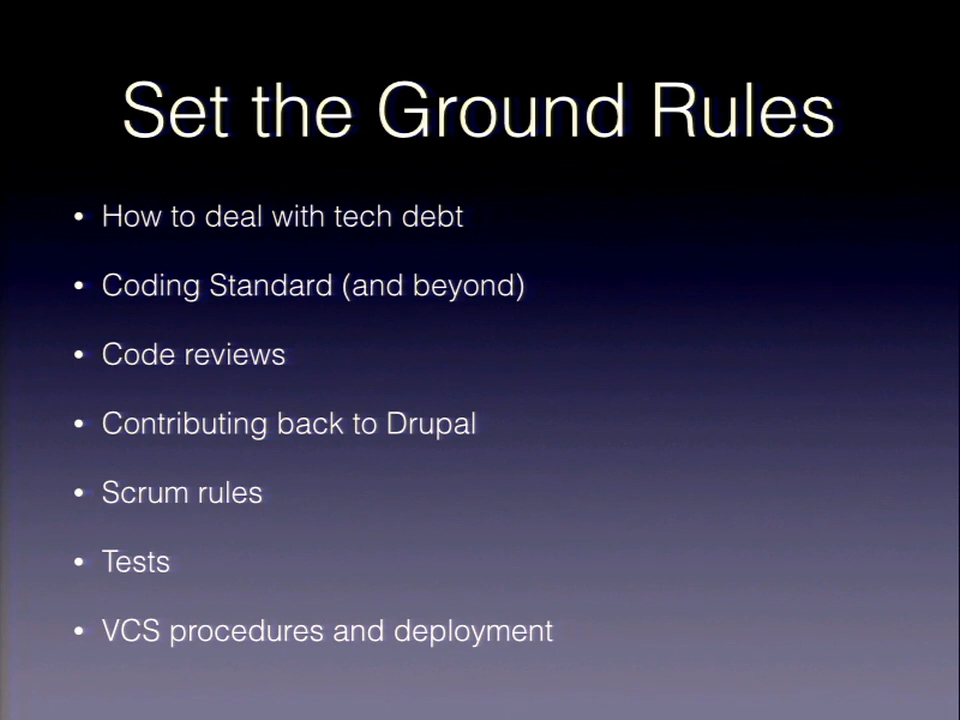 Set the Ground Rules
• How to deal with tech debt
• Coding Standard (and beyond)
• Code reviews
• Contributing back to Drupal
• Scrum rules
• Tests
• VCS procedures and deployment